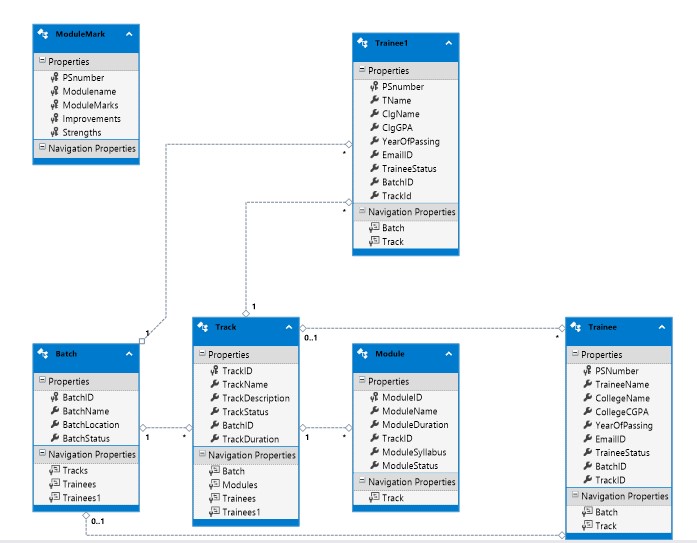 ModuleMark
Properties
PSnumber
Modulename
ModuleMarks
Improvements
Strengths
Navigation Properties
Trainee1
Properties
PSnumber
TName
ClgName
ClgGPA
YearOfPassing
EmailID
TraineeStatus
BatchID
TrackId
Navigation Properties
Batch
Track
*
*
1
1
Batch
Properties
BatchID
BatchName
BatchLocation
BatchStatus
Navigation Properties
Tracks
Trainees
Trainees1
1
*
0..1
Track
Properties
TrackID
TrackName
TrackDescription
TrackStatus
BatchID
TrackDuration
Navigation Properties
Batch
Modules
Trainees
Trainees1
0..1
*
1
*
Module
Properties
ModuleID
ModuleName
ModuleDuration
TrackID
ModuleSyllabus
ModuleStatus
Navigation Properties
Track
Trainee
Properties
PSNumber
TraineeName
CollegeName
CollegeCGPA
YearOfPassing
EmailID
TraineeStatus
BatchID
TrackID
Navigation Properties
Batch
Track